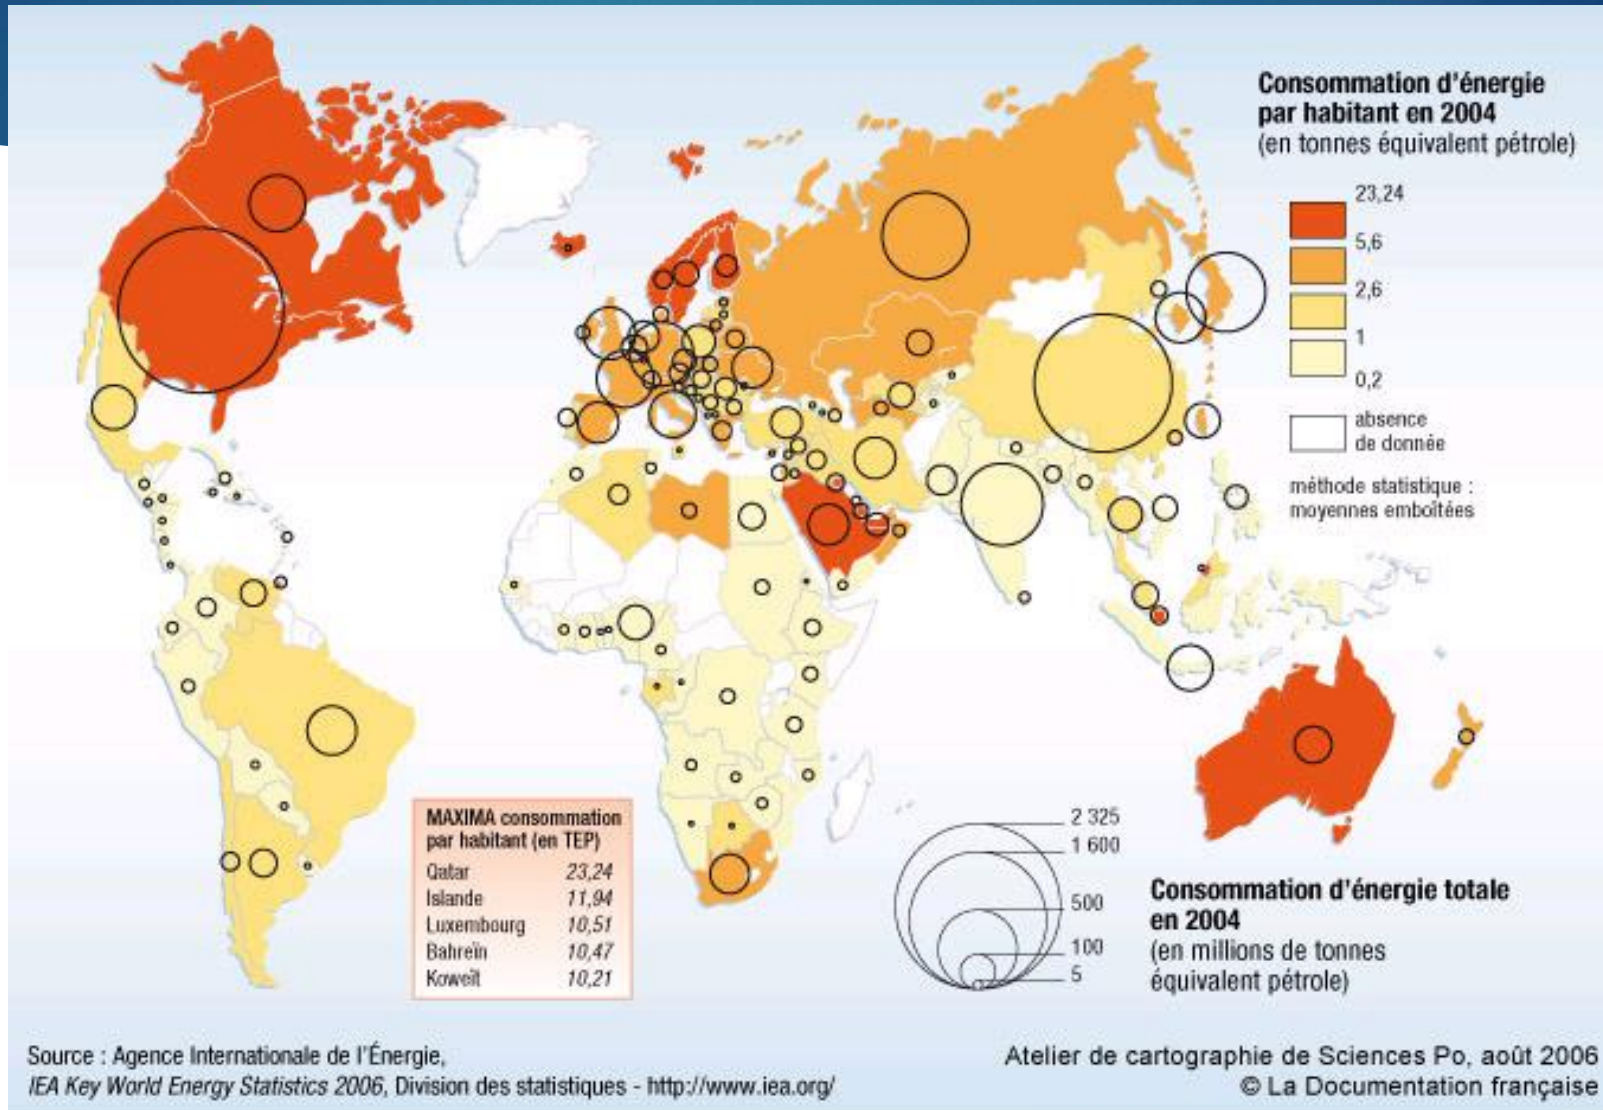 Consommation d'énergie
par habitant en 2004
(en tonnes équivalent pétrole)
23,24
5,6
2,6
1
0,2
absence
de donnée
méthode statistique :
moyennes emboîtées
MAXIMA consommation
par habitant (en TEP)
Qatar 23,24
Islande 11,94
Luxembourg 10,51
Bahreïn 10,47
Koweït 10,21
2 325
1 600
500
100
5
Consommation d'énergie totale
en 2004
(en millions de tonnes
équivalent pétrole)
Source : Agence Internationale de l'Énergie,
IEA Key World Energy Statistics 2006, Division des statistiques - http://www.iea.org/
Atelier de cartographie de Sciences Po, août 2006
© La Documentation française